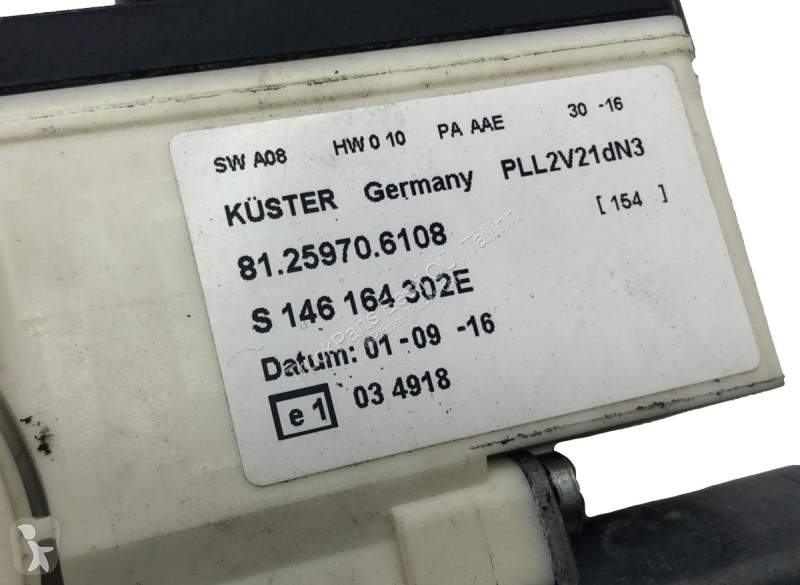 SW A08 HW 0 10 PA AAE 30 -16
KÜSTER Germany PLL2V21dN3
81.25970.6108 [ 154 ]
S 146 164 302E
Datum: 01-09 -16
e 1 03 4918